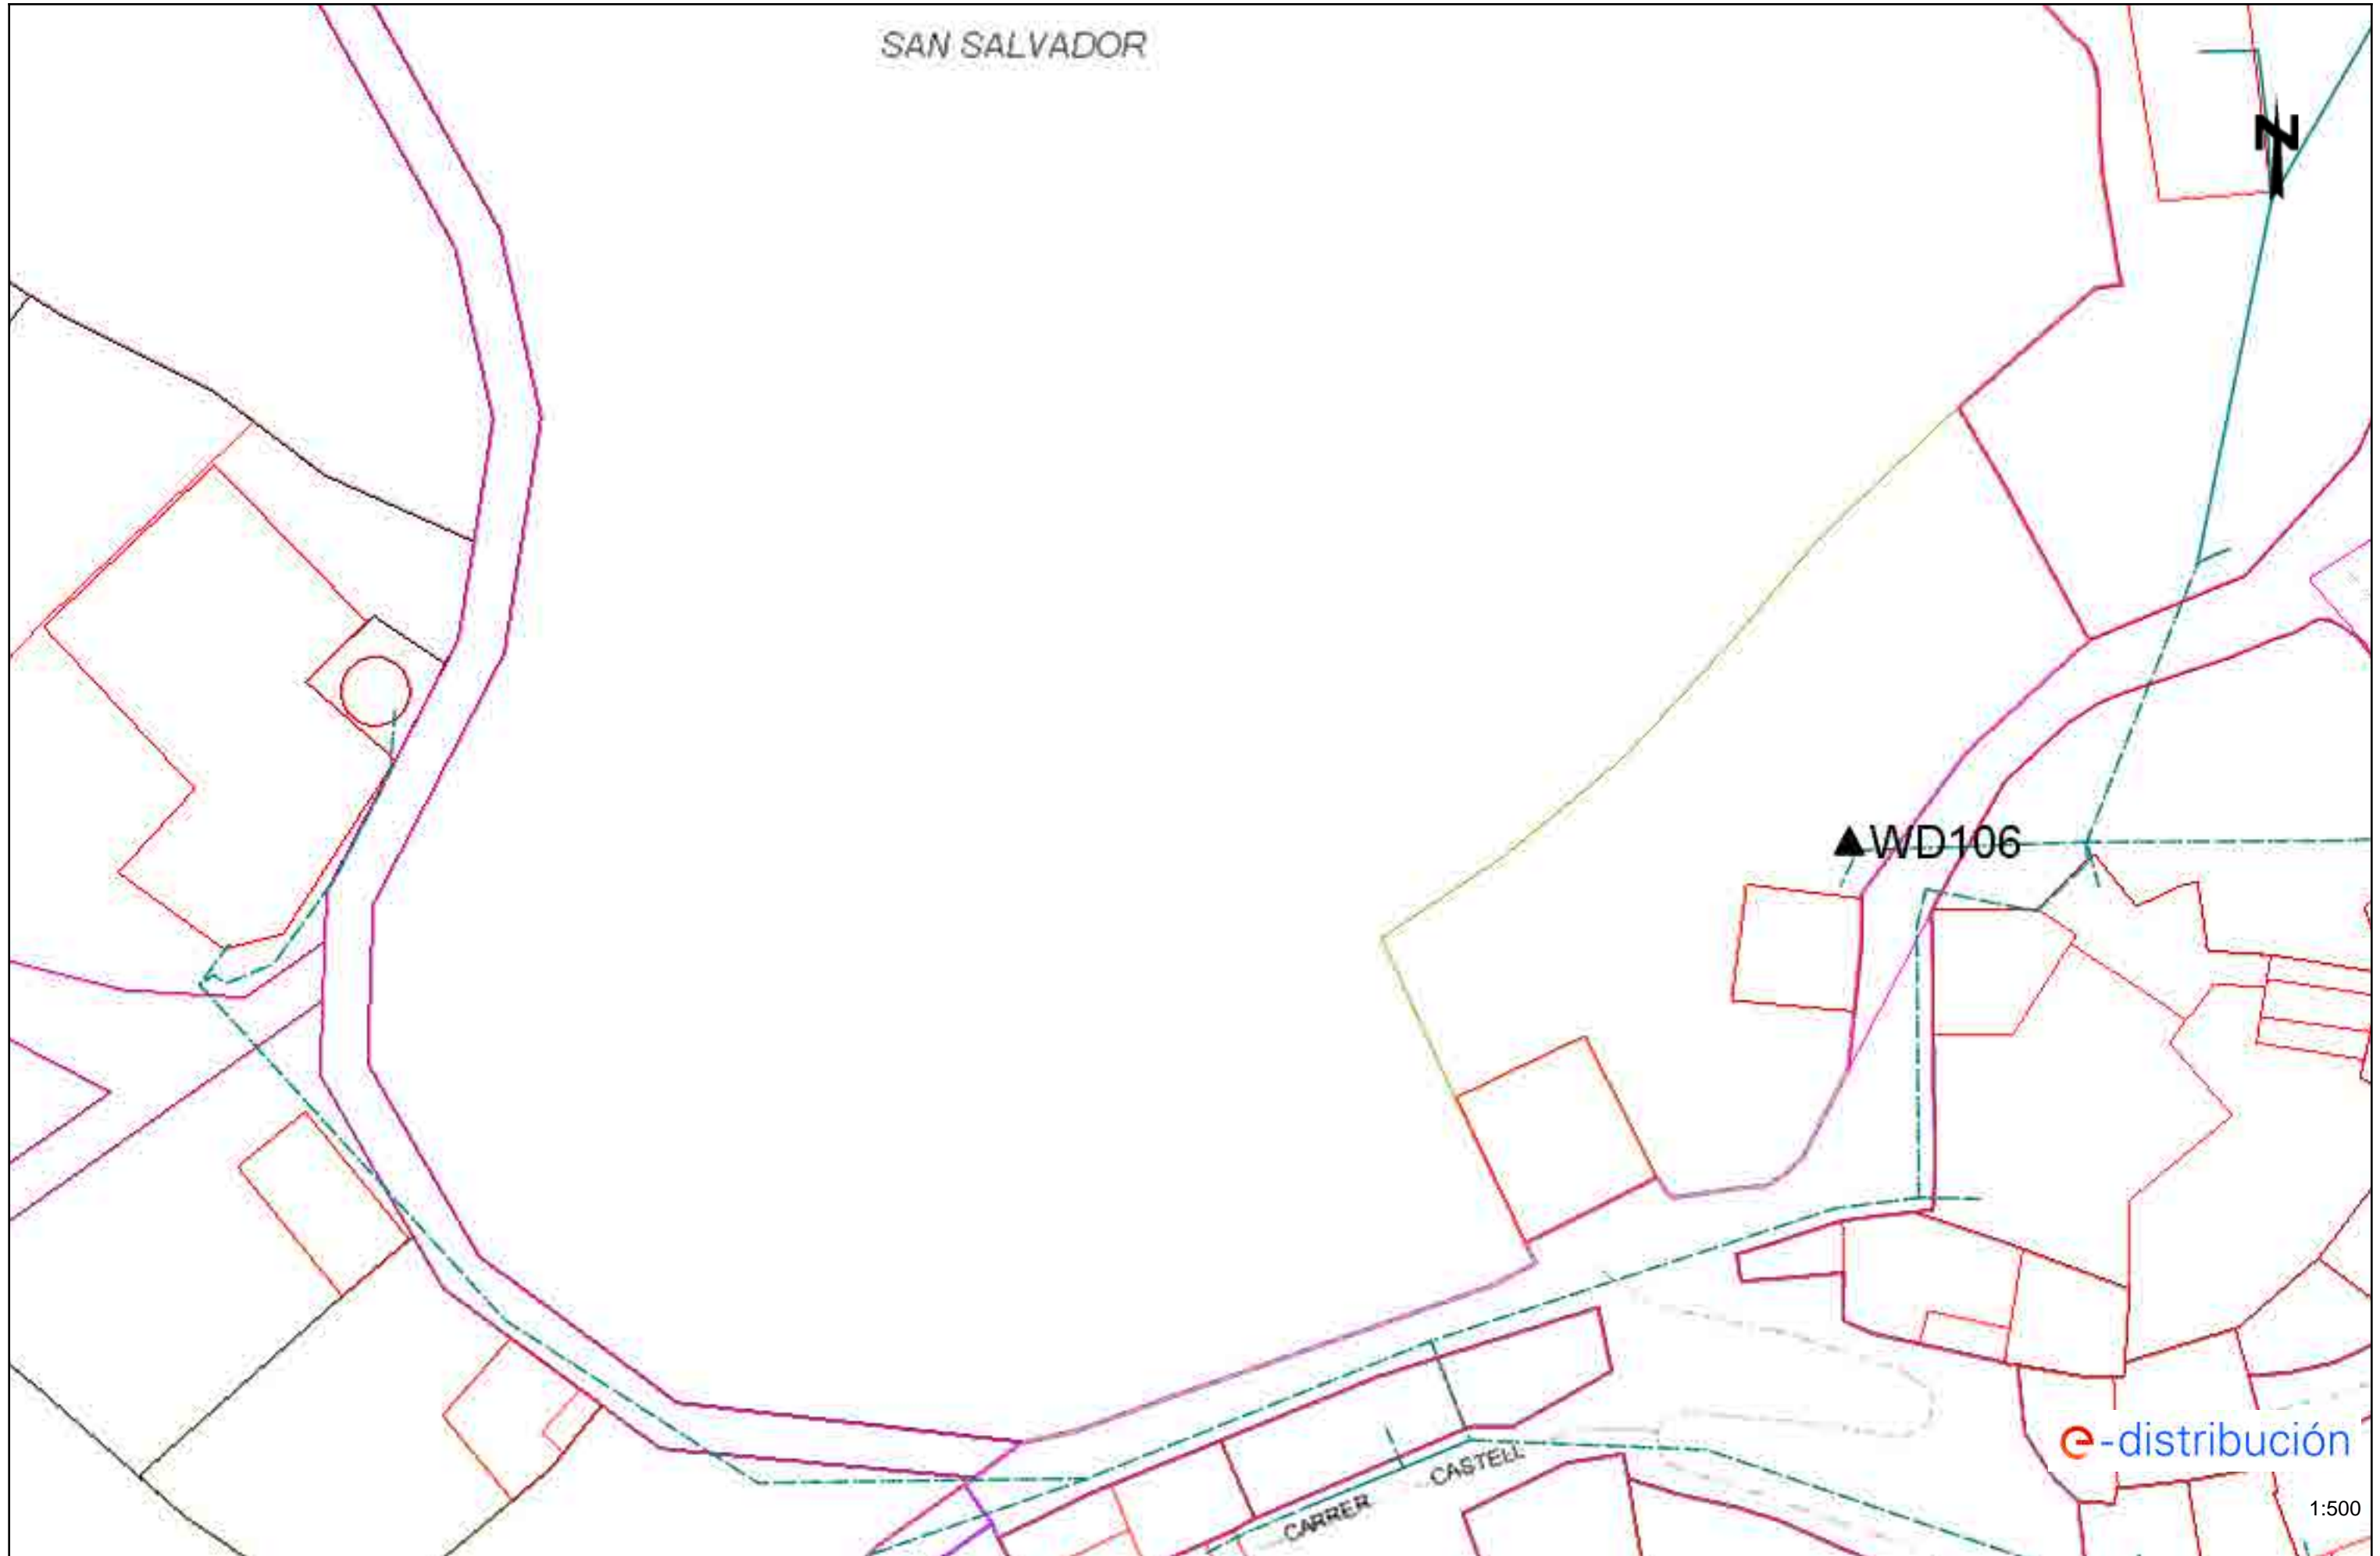 SAN SALVADOR
N
▲WD106
CARRER CASTELL
e-distribución
1:500